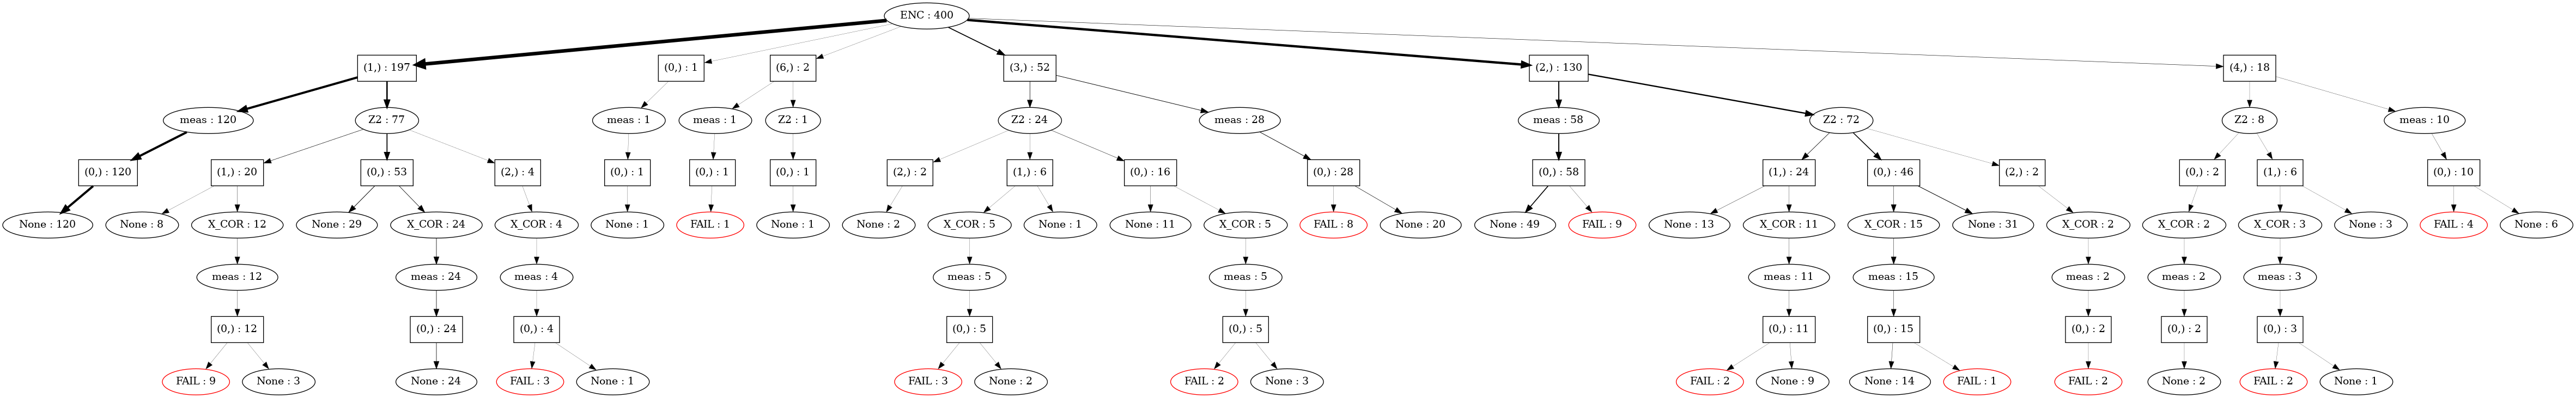 ENC : 400
(1,) : 197
(0,) : 1
(6,) : 2
(3,) : 52
(2,) : 130
(4,) : 18
meas : 120
Z2 : 77
meas : 1
meas : 1
Z2 : 1
Z2 : 24
meas : 28
meas : 58
Z2 : 72
Z2 : 8
meas : 10
(0,) : 120
(1,) : 20
(0,) : 53
(2,) : 4
(0,) : 1
(0,) : 1
(0,) : 1
(2,) : 2
(1,) : 6
(0,) : 16
(0,) : 28
(0,) : 58
(1,) : 24
(0,) : 46
(2,) : 2
(0,) : 2
(1,) : 6
(0,) : 10
None : 120
None : 8
X_COR : 12
None : 29
X_COR : 24
X_COR : 4
None : 1
FAIL : 1
None : 1
None : 2
X_COR : 5
None : 1
None : 11
X_COR : 5
FAIL : 8
None : 20
None : 49
FAIL : 9
None : 13
X_COR : 11
X_COR : 15
None : 31
X_COR : 2
X_COR : 2
X_COR : 3
None : 3
FAIL : 4
None : 6
meas : 12
meas : 24
meas : 4
meas : 5
meas : 5
meas : 11
meas : 15
meas : 2
meas : 2
meas : 3
(0,) : 12
(0,) : 24
(0,) : 4
(0,) : 5
(0,) : 5
(0,) : 11
(0,) : 15
(0,) : 2
(0,) : 2
(0,) : 3
FAIL : 9
None : 3
None : 24
FAIL : 3
None : 1
FAIL : 3
None : 2
FAIL : 2
None : 3
FAIL : 2
None : 9
None : 14
FAIL : 1
FAIL : 2
None : 2
FAIL : 2
None : 1